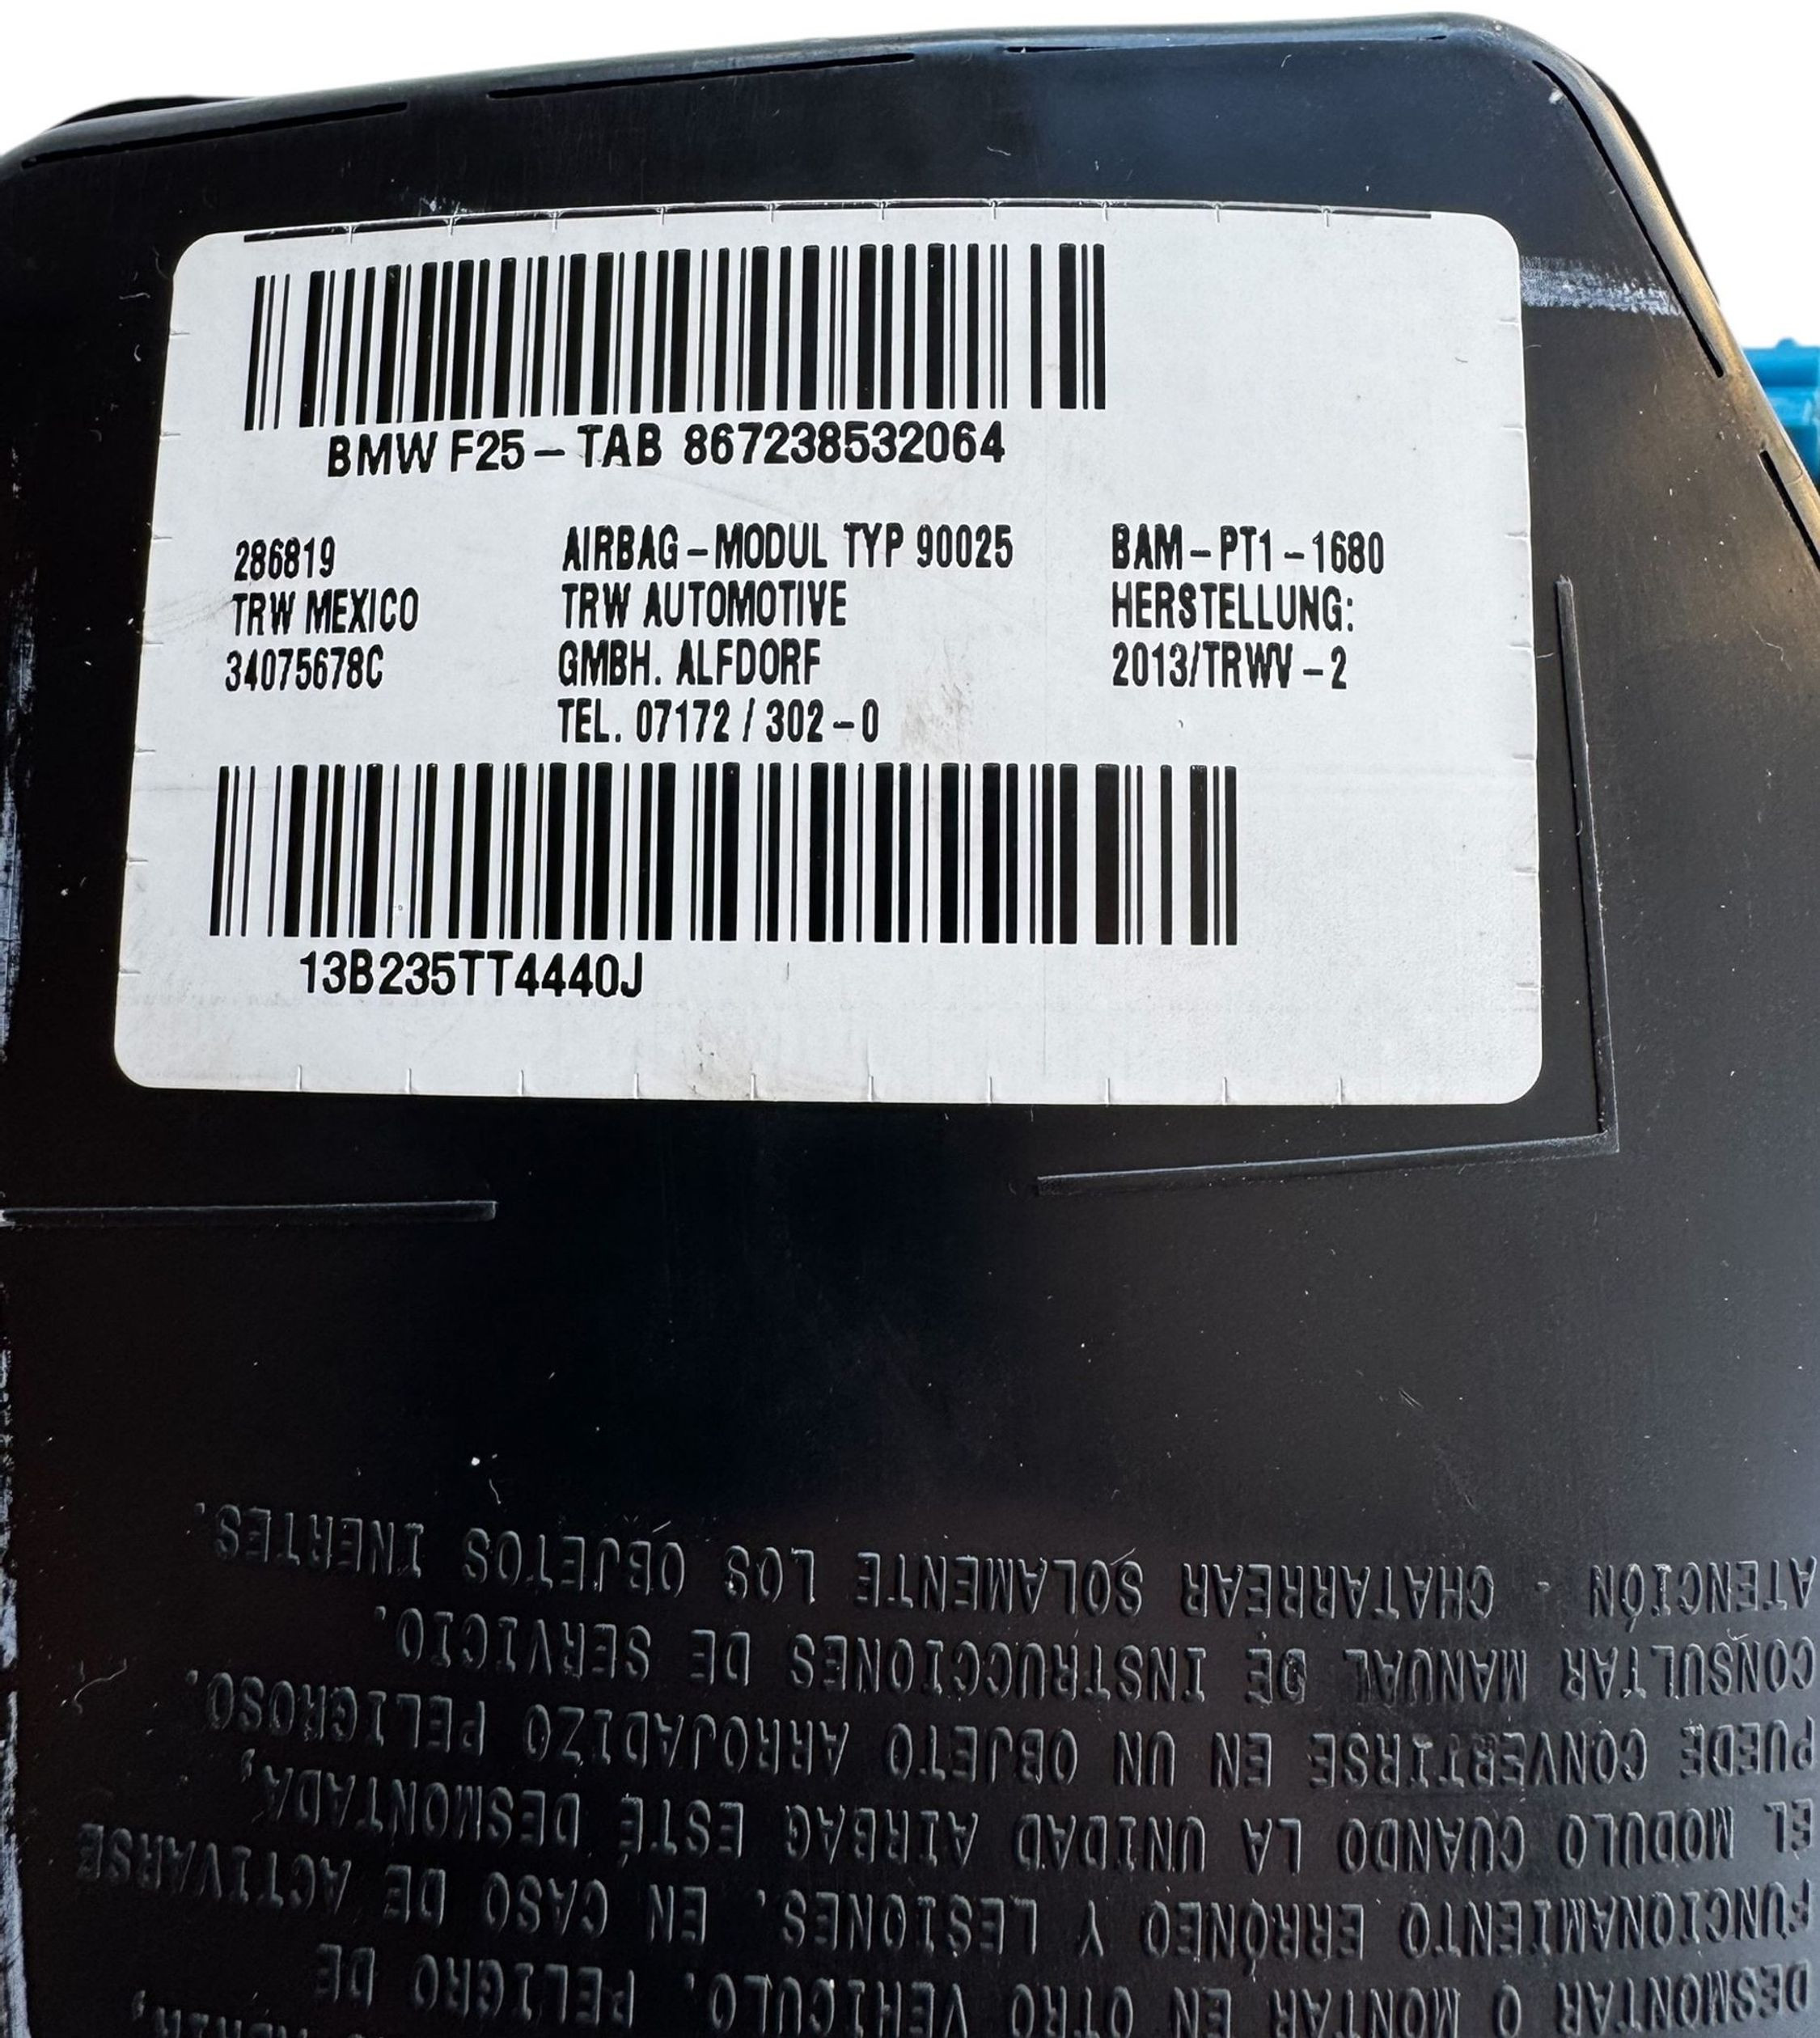 BMW F25 – TAB 867238532064
286819
TRW MEXICO
34075678C
AIRBAG – MODUL TYP 90025
TRW AUTOMOTIVE
GMBH. ALFDORF
TEL. 07172 / 302 – 0
BAM – PT1 – 1680
HERSTELLUNG:
2013/TRWV – 2
13B235TT4440J
DESMONTAR O MONTAR EN OTRO VEHICULO. PELIGRO DE
FUNCIONAMIENTO ERRÓNEO Y LESIONES. EN CASO DE ACTIVARSE
EL MODULO CUANDO LA UNIDAD AIRBAG ESTÉ DESMONTADA,
PUEDE CONVERTIRSE EN UN OBJETO ARROJADIZO PELIGROSO.
CONSULTAR MANUAL DE INSTRUCCIONES DE SERVICIO.
ATENCIÓN - CHATARREAR SOLAMENTE LOS OBJETOS INERTES.